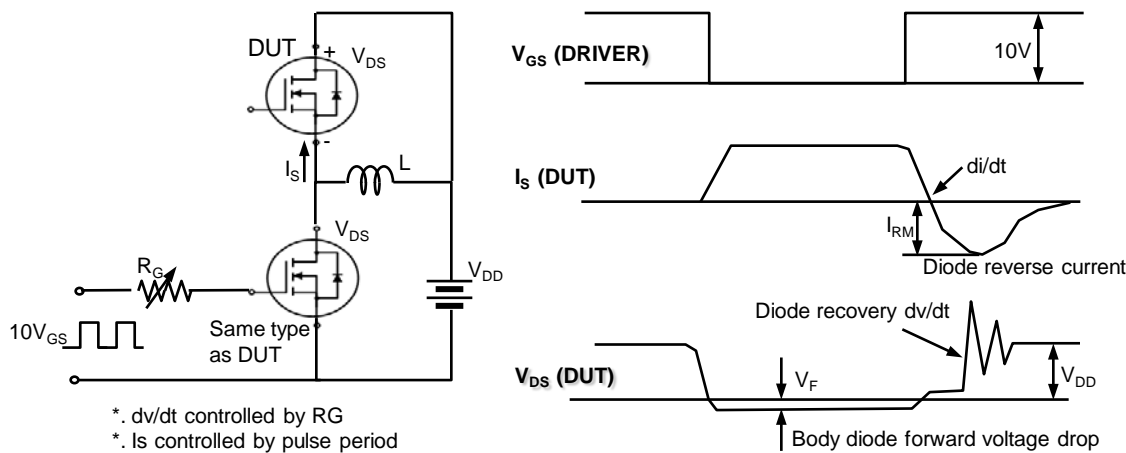 DUT
+
V_DS
-
I_S
L
V_DS
R_G
V_DD
10V_GS
Same type
as DUT
*. dv/dt controlled by RG
*. Is controlled by pulse period
V_GS (DRIVER)
10V
I_S (DUT)
di/dt
I_RM
Diode reverse current
Diode recovery dv/dt
V_DS (DUT)
V_F
V_DD
Body diode forward voltage drop